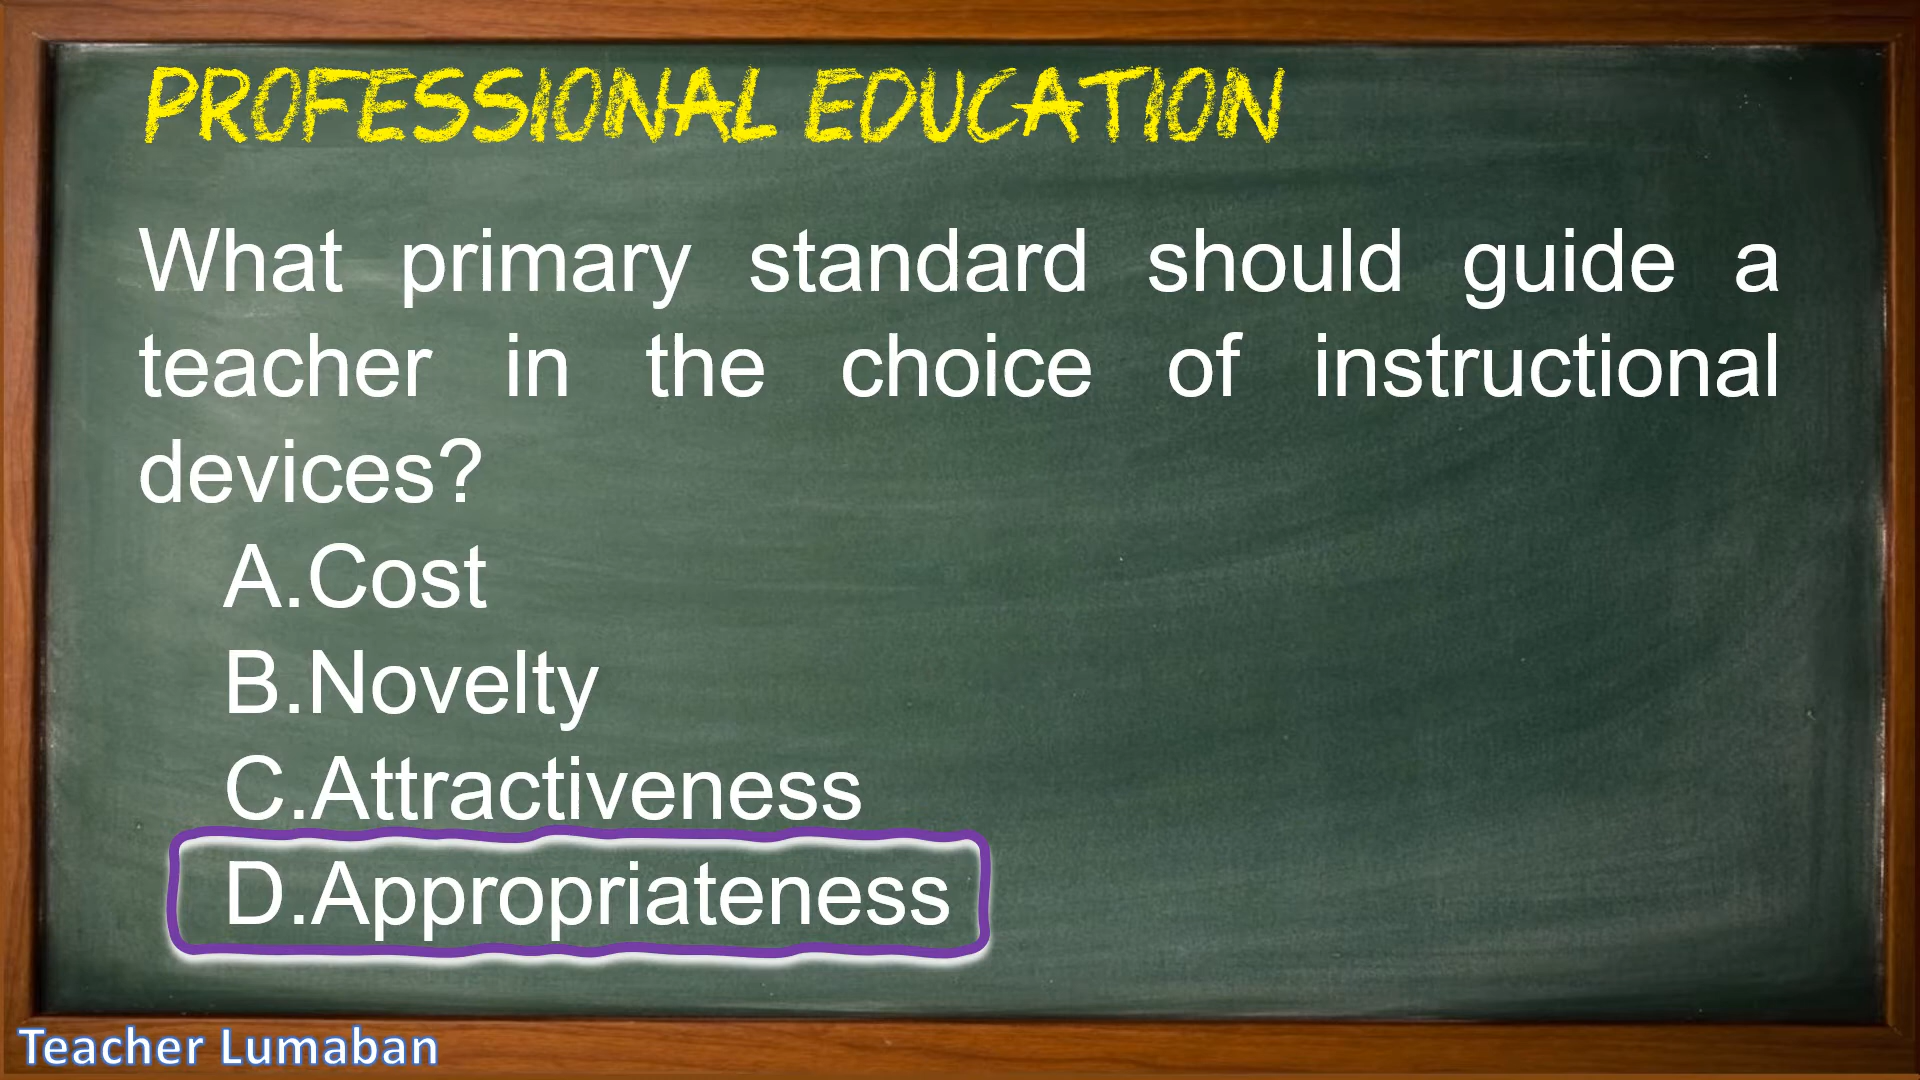 PROFESSIONAL EDUCATION
What primary standard should guide a
teacher in the choice of instructional
devices?
A.Cost
B.Novelty
C.Attractiveness
D.Appropriateness
Teacher Lumaban